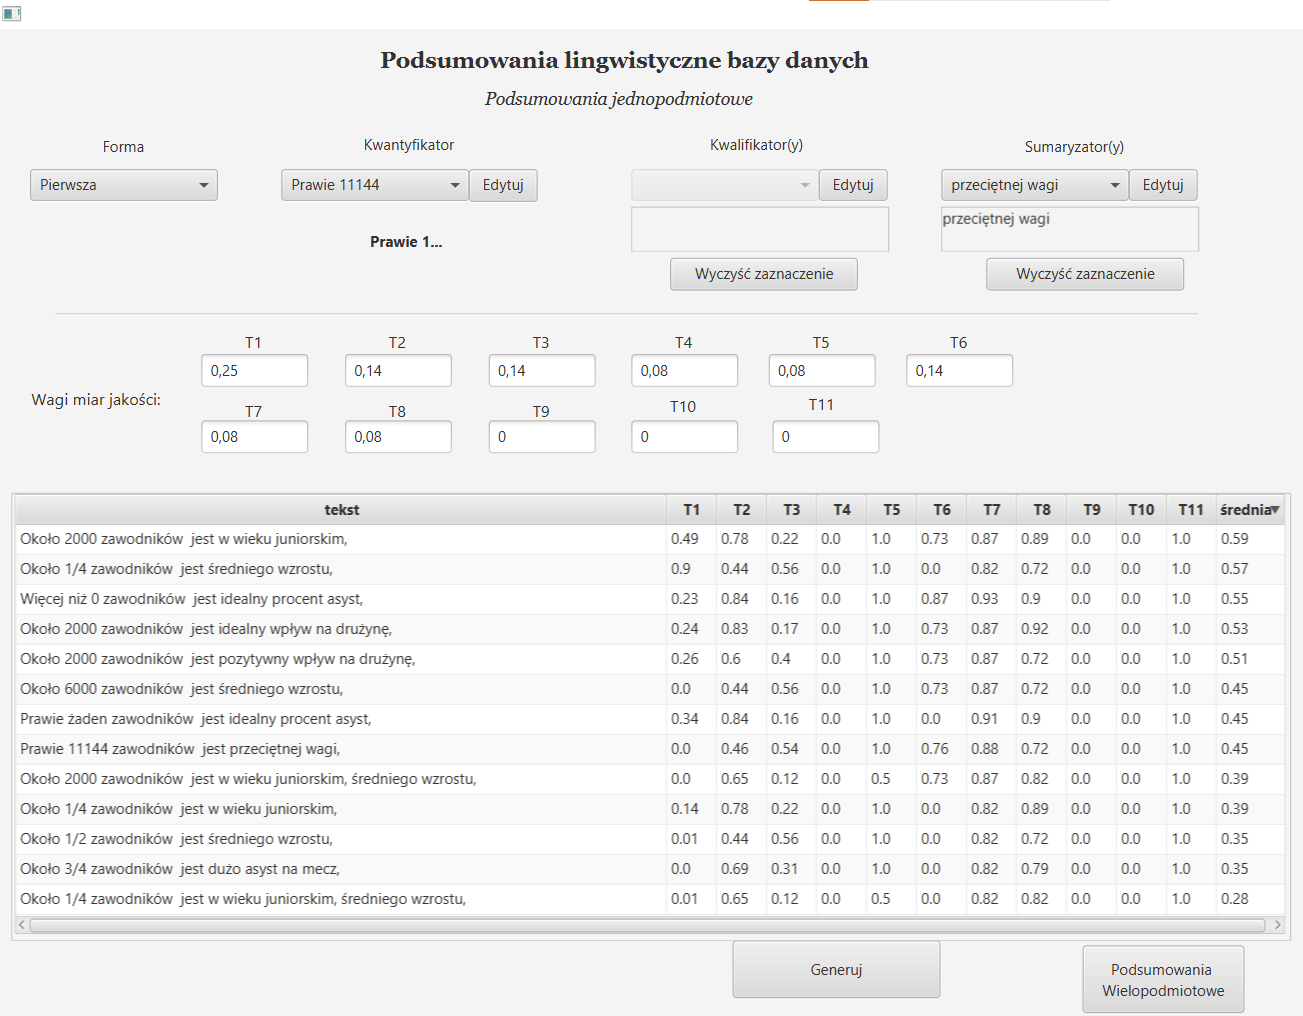 Podsumowania lingwistyczne bazy danych
Podsumowania jednopodmiotowe
Forma Kwantyfikator Kwalifikator(y) Sumaryzator(y)
Pierwsza Prawie 11144 Edytuj Edytuj przeciętnej wagi Edytuj
przeciętnej wagi
Prawie 1...
Wyczyść zaznaczenie Wyczyść zaznaczenie
T1 T2 T3 T4 T5 T6
0,25 0,14 0,14 0,08 0,08 0,14
Wagi miar jakości:
T7 T8 T9 T10 T11
0,08 0,08 0 0 0
tekst T1 T2 T3 T4 T5 T6 T7 T8 T9 T10 T11 średnia
Około 2000 zawodników jest w wieku juniorskim, 0.49 0.78 0.22 0.0 1.0 0.73 0.87 0.89 0.0 0.0 1.0 0.59
Około 1/4 zawodników jest średniego wzrostu, 0.9 0.44 0.56 0.0 1.0 0.0 0.82 0.72 0.0 0.0 1.0 0.57
Więcej niż 0 zawodników jest idealny procent asyst, 0.23 0.84 0.16 0.0 1.0 0.87 0.93 0.9 0.0 0.0 1.0 0.55
Około 2000 zawodników jest idealny wpływ na drużynę, 0.24 0.83 0.17 0.0 1.0 0.73 0.87 0.92 0.0 0.0 1.0 0.53
Około 2000 zawodników jest pozytywny wpływ na drużynę, 0.26 0.6 0.4 0.0 1.0 0.73 0.87 0.72 0.0 0.0 1.0 0.51
Około 6000 zawodników jest średniego wzrostu, 0.0 0.44 0.56 0.0 1.0 0.73 0.87 0.72 0.0 0.0 1.0 0.45
Prawie żaden zawodników jest idealny procent asyst, 0.34 0.84 0.16 0.0 1.0 0.0 0.91 0.9 0.0 0.0 1.0 0.45
Prawie 11144 zawodników jest przeciętnej wagi, 0.0 0.46 0.54 0.0 1.0 0.76 0.88 0.72 0.0 0.0 1.0 0.45
Około 2000 zawodników jest w wieku juniorskim, średniego wzrostu, 0.0 0.65 0.12 0.0 0.5 0.73 0.87 0.82 0.0 0.0 1.0 0.39
Około 1/4 zawodników jest w wieku juniorskim, 0.14 0.78 0.22 0.0 1.0 0.0 0.82 0.89 0.0 0.0 1.0 0.39
Około 1/2 zawodników jest średniego wzrostu, 0.01 0.44 0.56 0.0 1.0 0.0 0.82 0.72 0.0 0.0 1.0 0.35
Około 3/4 zawodników jest dużo asyst na mecz, 0.0 0.69 0.31 0.0 1.0 0.0 0.82 0.79 0.0 0.0 1.0 0.35
Około 1/4 zawodników jest w wieku juniorskim, średniego wzrostu, 0.01 0.65 0.12 0.0 0.5 0.0 0.82 0.82 0.0 0.0 1.0 0.28
Generuj
Podsumowania
Wielopodmiotowe